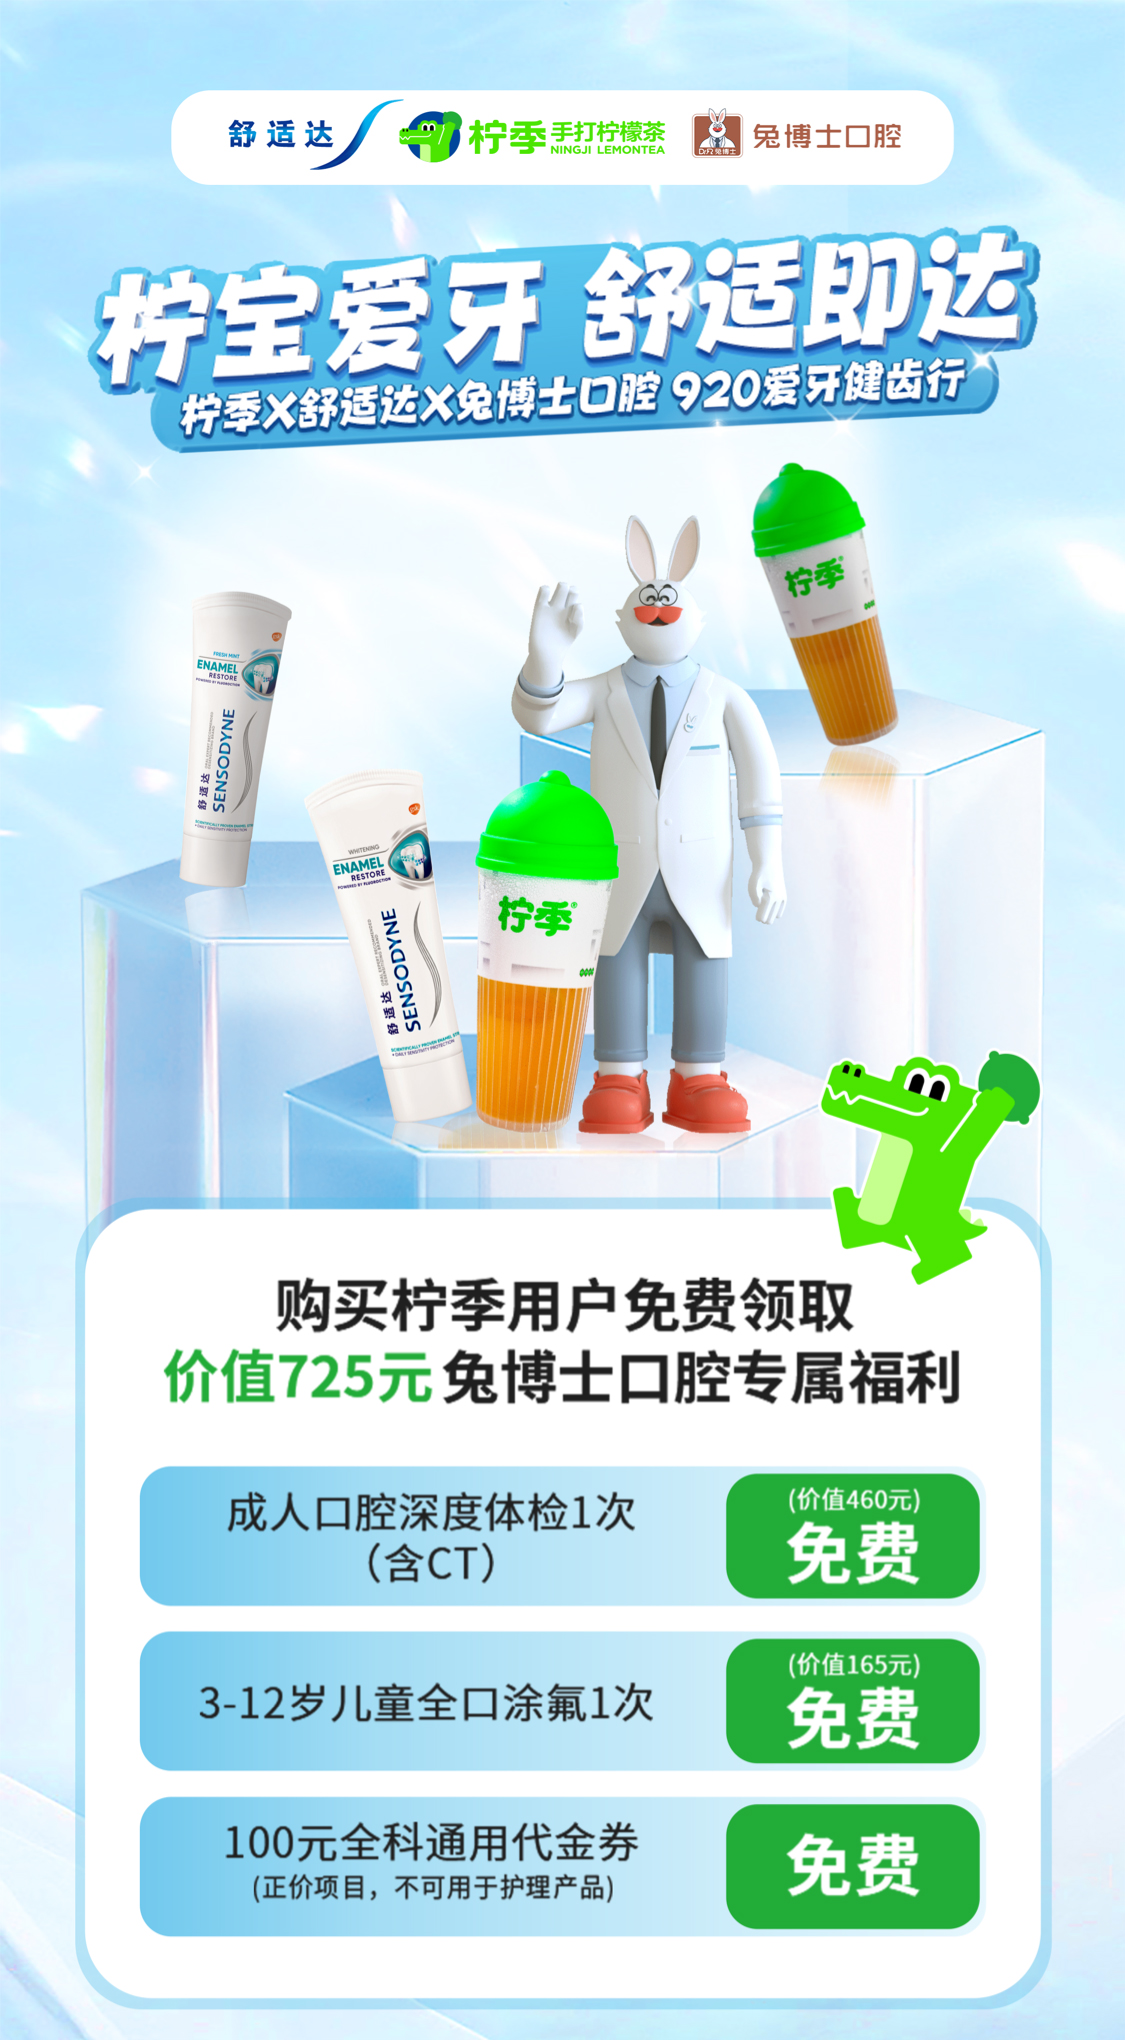 舒适达
柠季 手打柠檬茶
NINGJI LEMONTEA
DR.R 兔博士
兔博士口腔
柠宝爱牙 舒适即达
柠季X舒适达X兔博士口腔 920爱牙健齿行
柠季
FRESH MINT
ENAMEL
RESTORE
POWERED BY FLUORACTION
舒适达
SENSODYNE
WHITENING
ENAMEL
RESTORE
POWERED BY FLUORACTION
舒适达
SENSODYNE
柠季
购买柠季用户免费领取
价值725元兔博士口腔专属福利
成人口腔深度体检1次
（含CT）
(价值460元)
免费
3-12岁儿童全口涂氟1次
(价值165元)
免费
100元全科通用代金券
(正价项目，不可用于护理产品)
免费